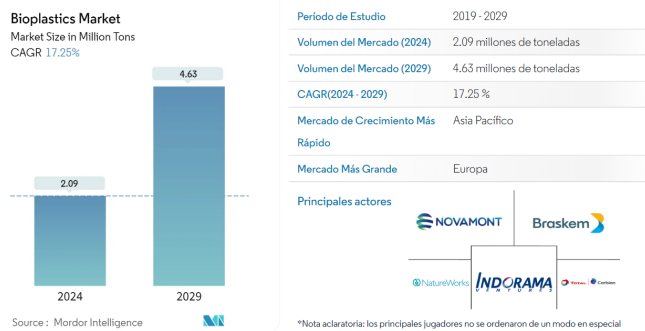 Bioplastics Market
Market Size in Million Tons
CAGR 17.25%
4.63
2.09
2024
2029
Source : Mordor Intelligence
Período de Estudio
2019 - 2029
Volumen del Mercado (2024)
2.09 millones de toneladas
Volumen del Mercado (2029)
4.63 millones de toneladas
CAGR(2024 - 2029)
17.25 %
Mercado de Crecimiento Más
Rápido
Asia Pacífico
Mercado Más Grande
Europa
Principales actores
NOVAMONT
Braskem
NatureWorks
INDORAMA
VENTURES
TOTAL
Corbion
*Nota aclaratoria: los principales jugadores no se ordenaron de un modo en especial